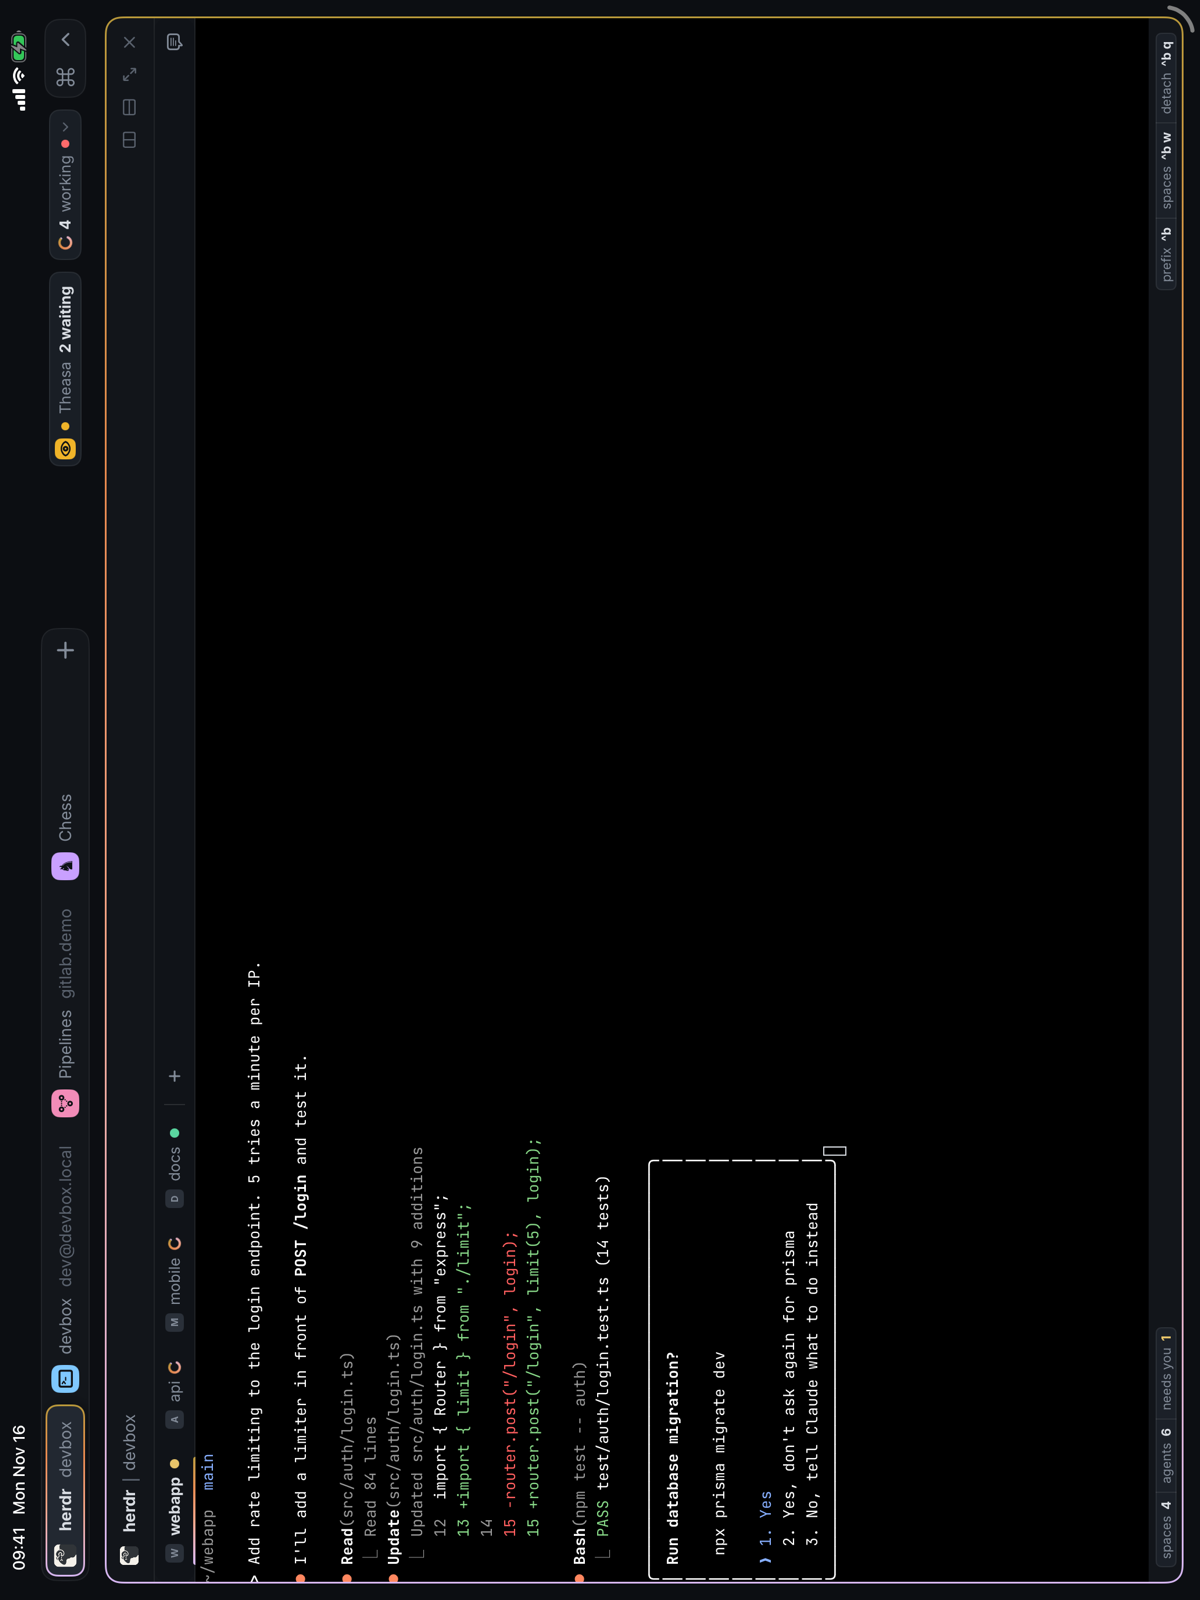 09:41 Mon Nov 16
herdr devbox
devbox dev@devbox.local
Pipelines gitlab.demo
Chess
Theasa 2 waiting
4 working
herdr | devbox
W webapp
A api
M mobile
D docs
~/webapp main
> Add rate limiting to the login endpoint. 5 tries a minute per IP.
I'll add a limiter in front of POST /login and test it.
Read(src/auth/login.ts)
Read 84 lines
Update(src/auth/login.ts)
Updated src/auth/login.ts with 9 additions
12 import { Router } from "express";
13 +import { limit } from "./limit";
14
15 -router.post("/login", login);
15 +router.post("/login", limit(5), login);
Bash(npm test -- auth)
PASS test/auth/login.test.ts (14 tests)
Run database migration?
npx prisma migrate dev
❯ 1. Yes
2. Yes, don't ask again for prisma
3. No, tell Claude what to do instead
spaces 4 agents 6 needs you 1
prefix ^b spaces ^b w detach ^b q